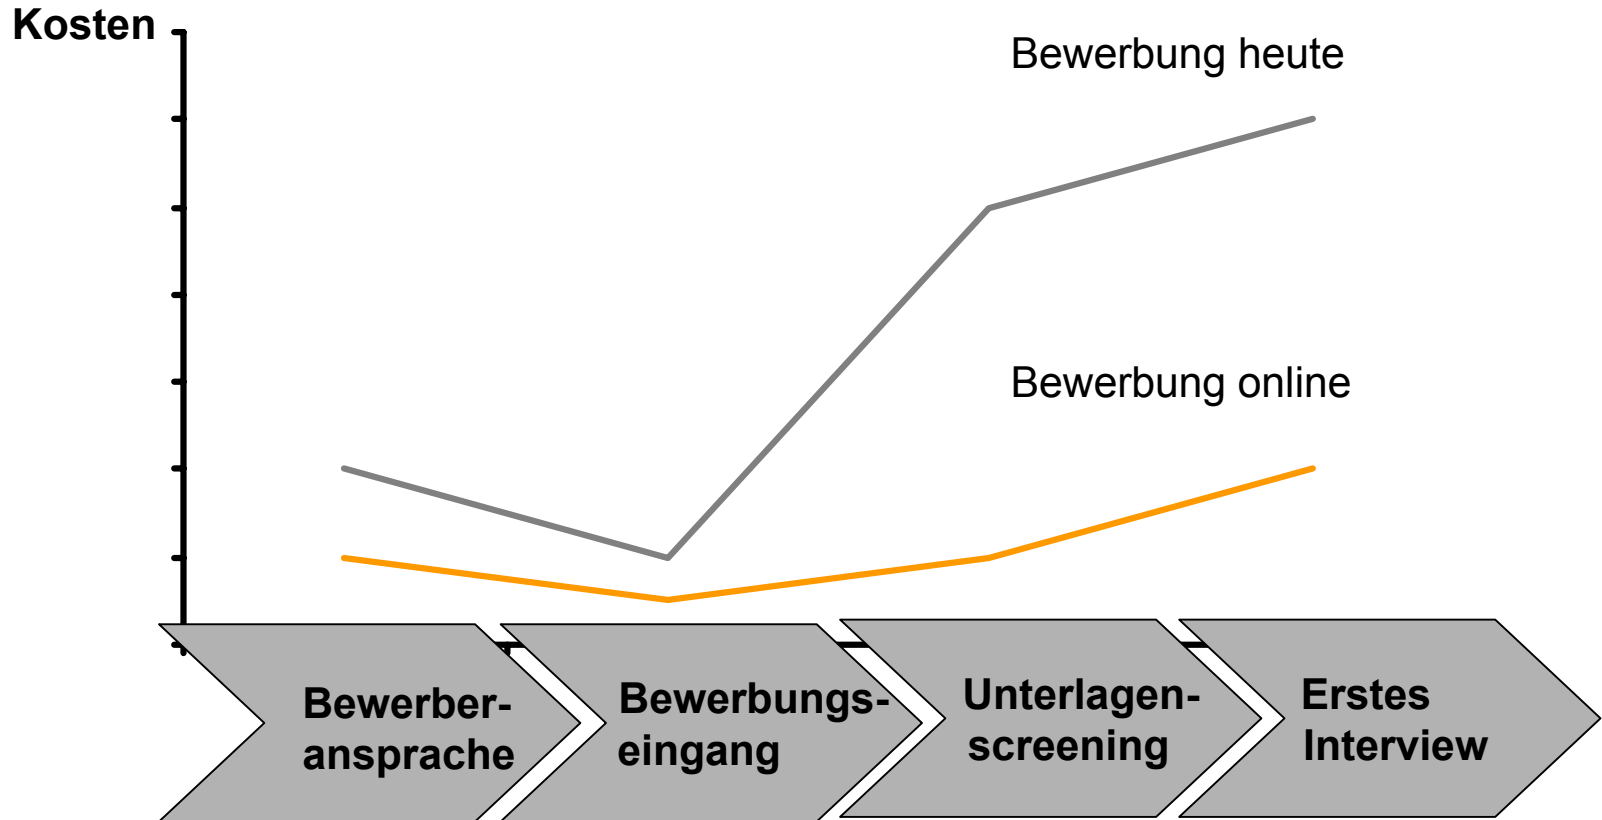 Kosten
Bewerbung heute
Bewerbung online
Bewerber-
ansprache
Bewerbungs-
eingang
Unterlagen-
screening
Erstes
Interview